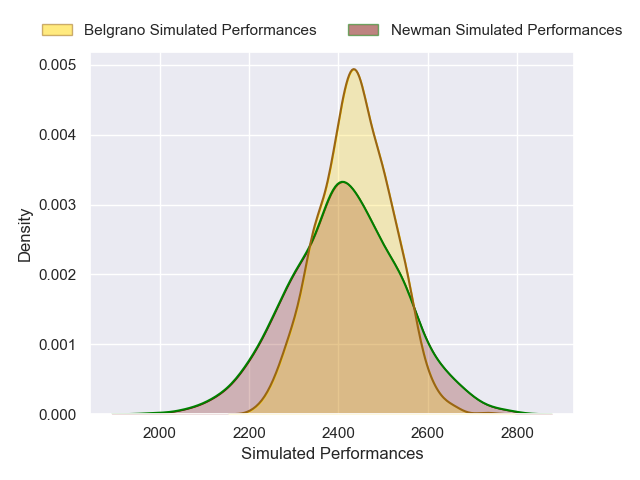 Belgrano Simulated Performances
Newman Simulated Performances
0.005
0.004
0.003
0.002
0.001
0.000
Density
2000
2200
2400
2600
2800
Simulated Performances